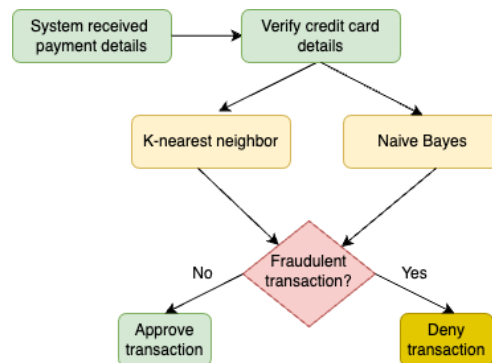 System received
payment details
Verify credit card
details
K-nearest neighbor
Naive Bayes
Fraudulent
transaction?
No
Yes
Approve
transaction
Deny
transaction